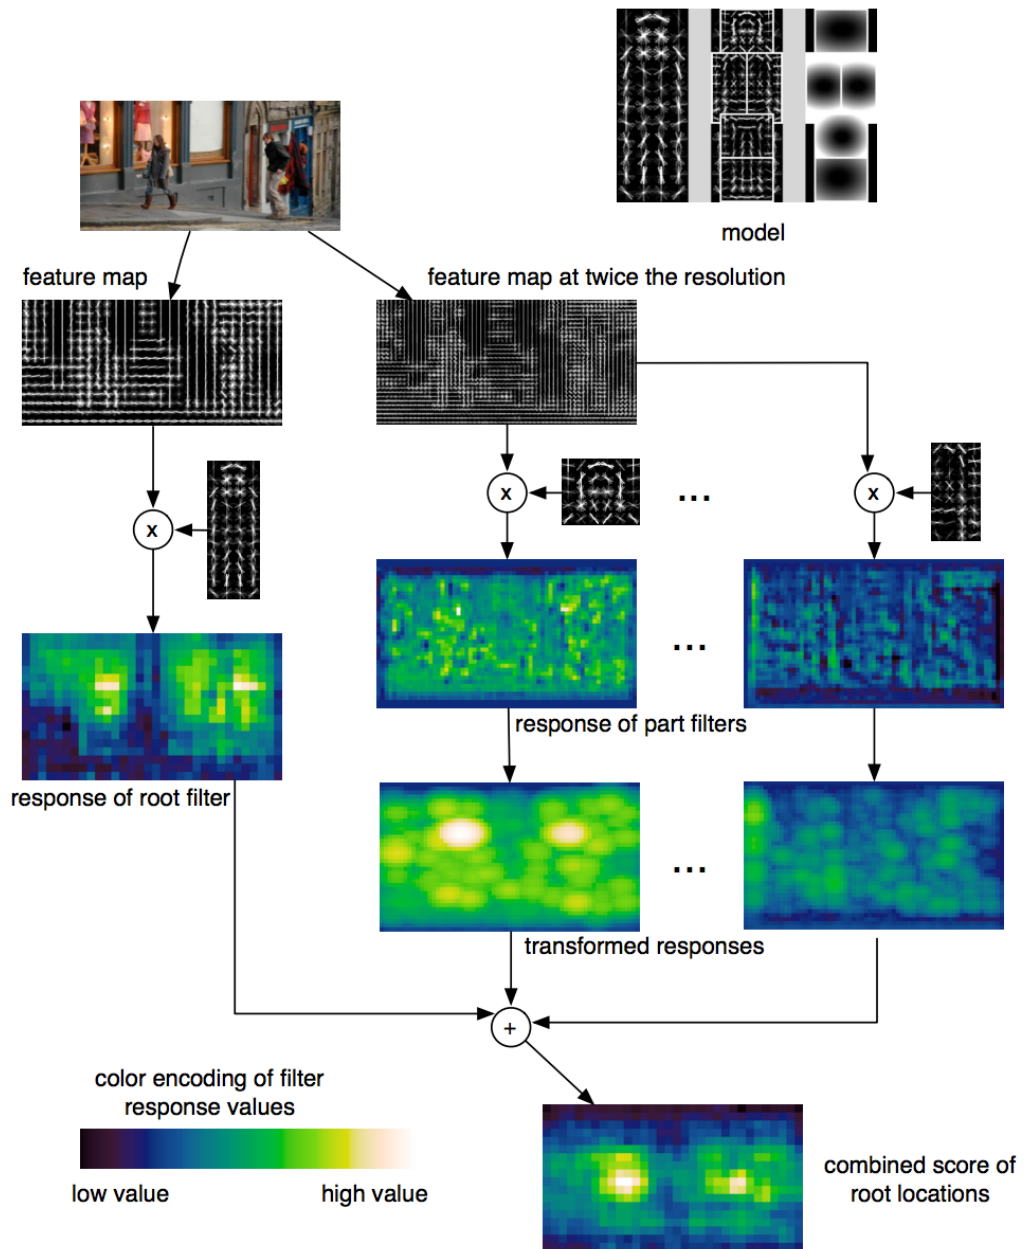 model
feature map
feature map at twice the resolution
x
x
...
x
...
response of part filters
response of root filter
...
transformed responses
+
color encoding of filter
response values
low value
high value
combined score of
root locations